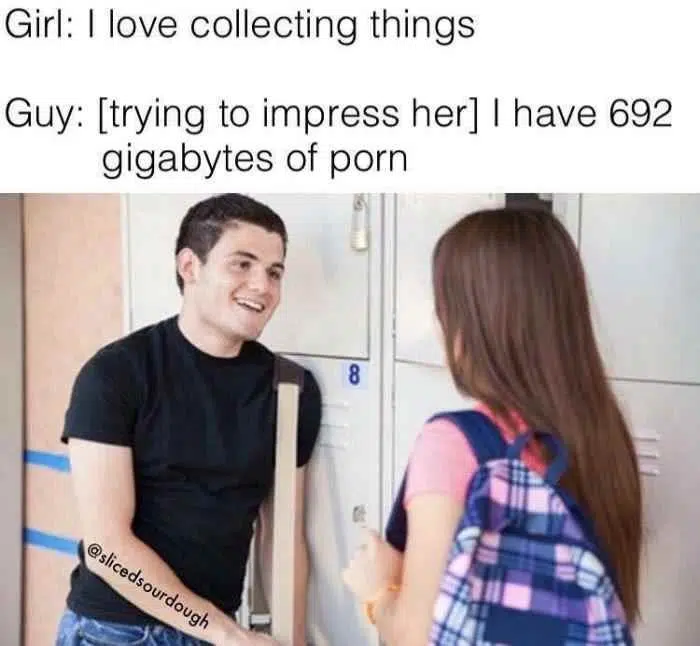 Girl: I love collecting things
Guy: [trying to impress her] I have 692
gigabytes of porn
8
@slicedsourdough